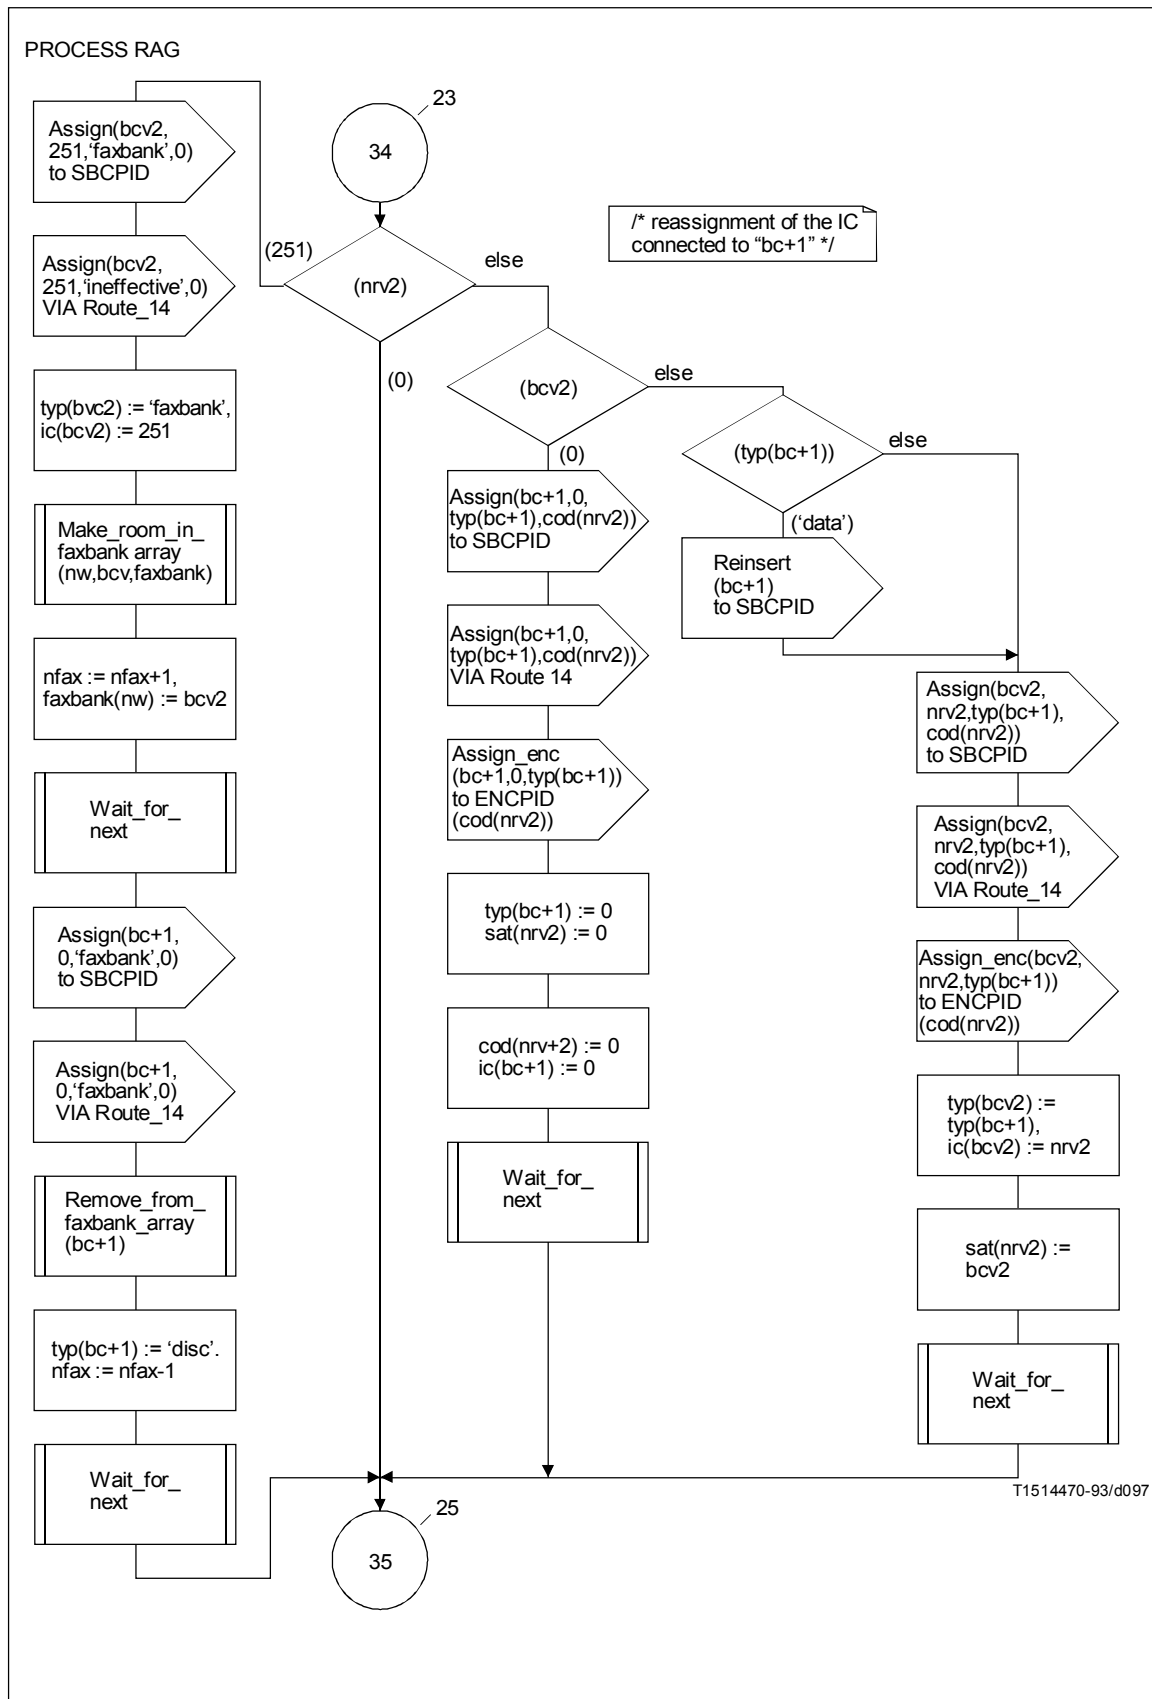 PROCESS RAG
23
34
/* reassignment of the IC
connected to “bc+1” */
(nrv2)
(251)
else
(0)
Assign(bcv2,
251,‘faxbank’,0)
to SBCPID
Assign(bcv2,
251,‘ineffective’,0)
VIA Route_14
typ(bvc2) := ‘faxbank’,
ic(bcv2) := 251
Make_room_in_
faxbank array
(nw,bcv,faxbank)
nfax := nfax+1,
faxbank(nw) := bcv2
Wait_for_
next
Assign(bc+1,
0,‘faxbank’,0)
to SBCPID
Assign(bc+1,
0,‘faxbank’,0)
VIA Route_14
Remove_from_
faxbank_array
(bc+1)
typ(bc+1) := ‘disc’.
nfax := nfax-1
Wait_for_
next
(bcv2)
else
(0)
Assign(bc+1,0,
typ(bc+1),cod(nrv2))
to SBCPID
Assign(bc+1,0,
typ(bc+1),cod(nrv2))
VIA Route 14
Assign_enc
(bc+1,0,typ(bc+1))
to ENCPID
(cod(nrv2))
typ(bc+1) := 0
sat(nrv2) := 0
cod(nrv+2) := 0
ic(bc+1) := 0
Wait_for_
next
(typ(bc+1))
else
(‘data’)
Reinsert
(bc+1)
to SBCPID
Assign(bcv2,
nrv2,typ(bc+1),
cod(nrv2))
to SBCPID
Assign(bcv2,
nrv2,typ(bc+1),
cod(nrv2))
VIA Route_14
Assign_enc(bcv2,
nrv2,typ(bc+1))
to ENCPID
(cod(nrv2))
typ(bcv2) :=
typ(bc+1),
ic(bcv2) := nrv2
sat(nrv2) :=
bcv2
Wait_for_
next
T1514470-93/d097
25
35